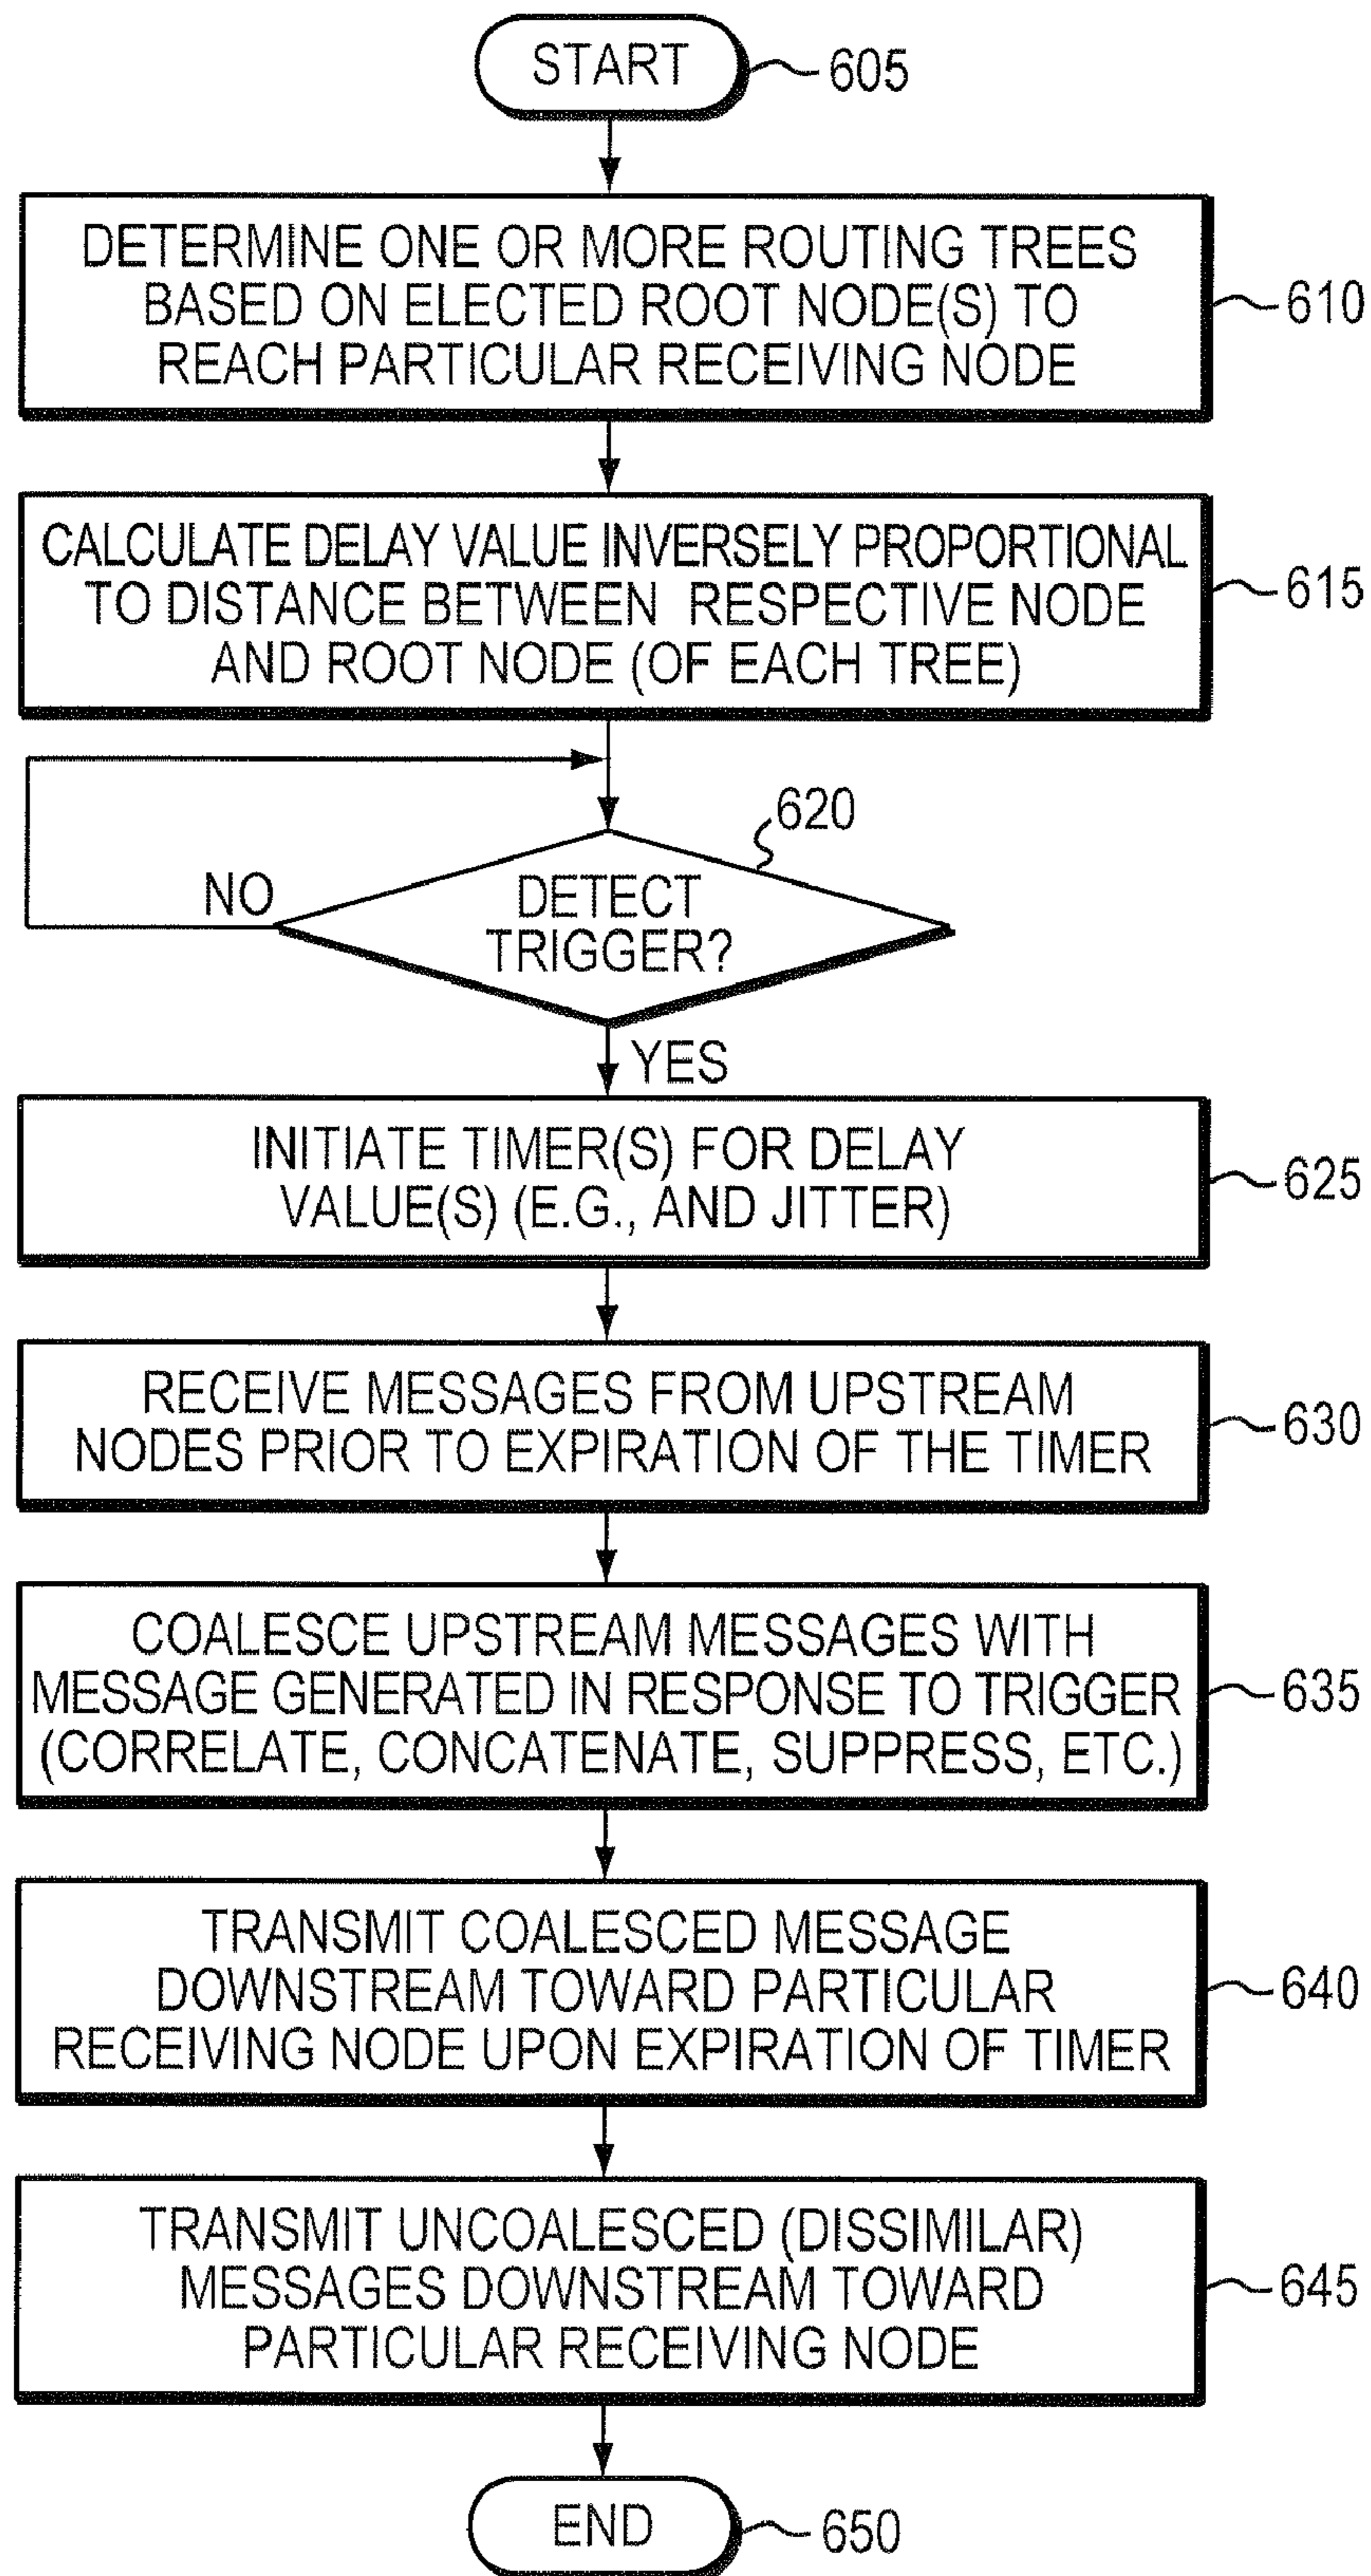 START
605
DETERMINE ONE OR MORE ROUTING TREES
BASED ON ELECTED ROOT NODE(S) TO
REACH PARTICULAR RECEIVING NODE
610
CALCULATE DELAY VALUE INVERSELY PROPORTIONAL
TO DISTANCE BETWEEN RESPECTIVE NODE
AND ROOT NODE (OF EACH TREE)
615
620
NO
DETECT
TRIGGER?
YES
INITIATE TIMER(S) FOR DELAY
VALUE(S) (E.G., AND JITTER)
625
RECEIVE MESSAGES FROM UPSTREAM
NODES PRIOR TO EXPIRATION OF THE TIMER
630
COALESCE UPSTREAM MESSAGES WITH
MESSAGE GENERATED IN RESPONSE TO TRIGGER
(CORRELATE, CONCATENATE, SUPPRESS, ETC.)
635
TRANSMIT COALESCED MESSAGE
DOWNSTREAM TOWARD PARTICULAR
RECEIVING NODE UPON EXPIRATION OF TIMER
640
TRANSMIT UNCOALESCED (DISSIMILAR)
MESSAGES DOWNSTREAM TOWARD
PARTICULAR RECEIVING NODE
645
END
650